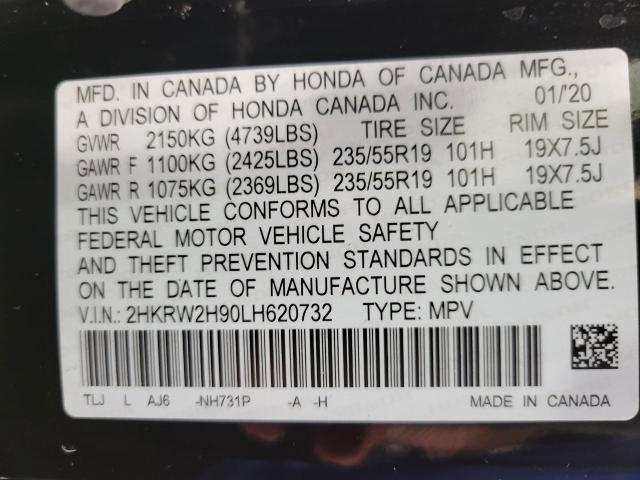 MFD. IN CANADA BY HONDA OF CANADA MFG.,
A DIVISION OF HONDA CANADA INC. 01/'20
GVWR 2150KG (4739LBS) TIRE SIZE RIM SIZE
GAWR F 1100KG (2425LBS) 235/55R19 101H 19X7.5J
GAWR R 1075KG (2369LBS) 235/55R19 101H 19X7.5J
THIS VEHICLE CONFORMS TO ALL APPLICABLE
FEDERAL MOTOR VEHICLE SAFETY
AND THEFT PREVENTION STANDARDS IN EFFECT
ON THE DATE OF MANUFACTURE SHOWN ABOVE.
V.I.N.: 2HKRW2H90LH620732 TYPE: MPV
TLJ L AJ6 -NH731P -A -H MADE IN CANADA